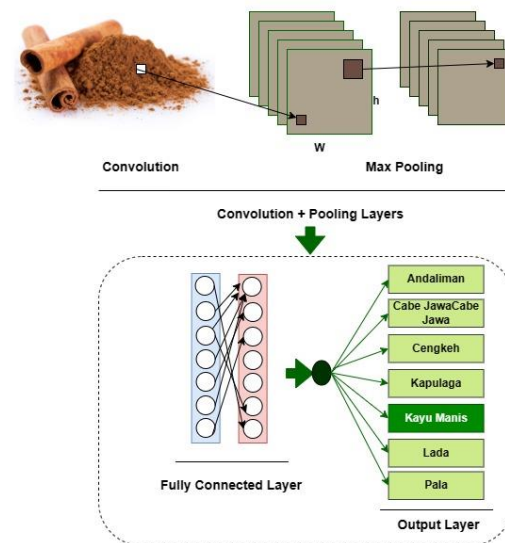 h
W
Convolution
Max Pooling
Convolution + Pooling Layers
Andaliman
Cabe JawaCabe
Jawa
Cengkeh
Kapulaga
Kayu Manis
Lada
Pala
Fully Connected Layer
Output Layer